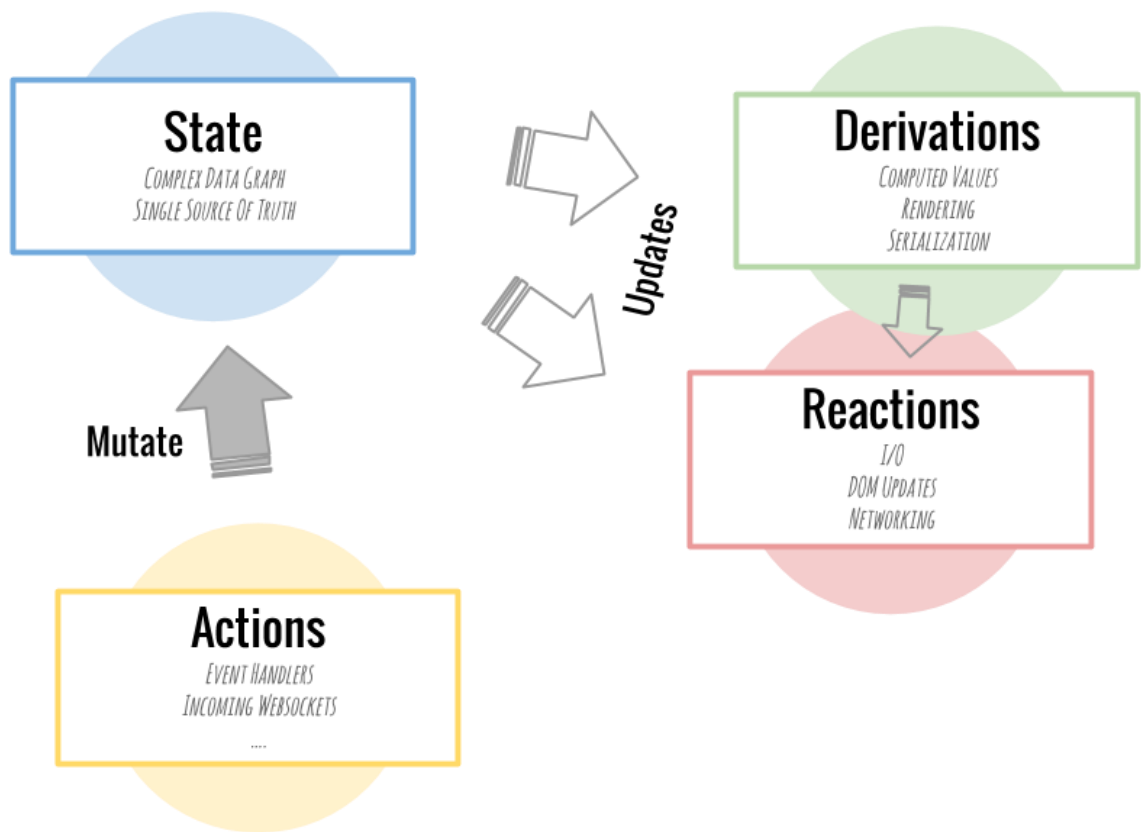 State
Complex Data Graph
Single Source Of Truth
Derivations
Computed Values
Rendering
Serialization
Updates
Reactions
I/O
DOM Updates
Networking
Mutate
Actions
Event Handlers
Incoming Websockets
....